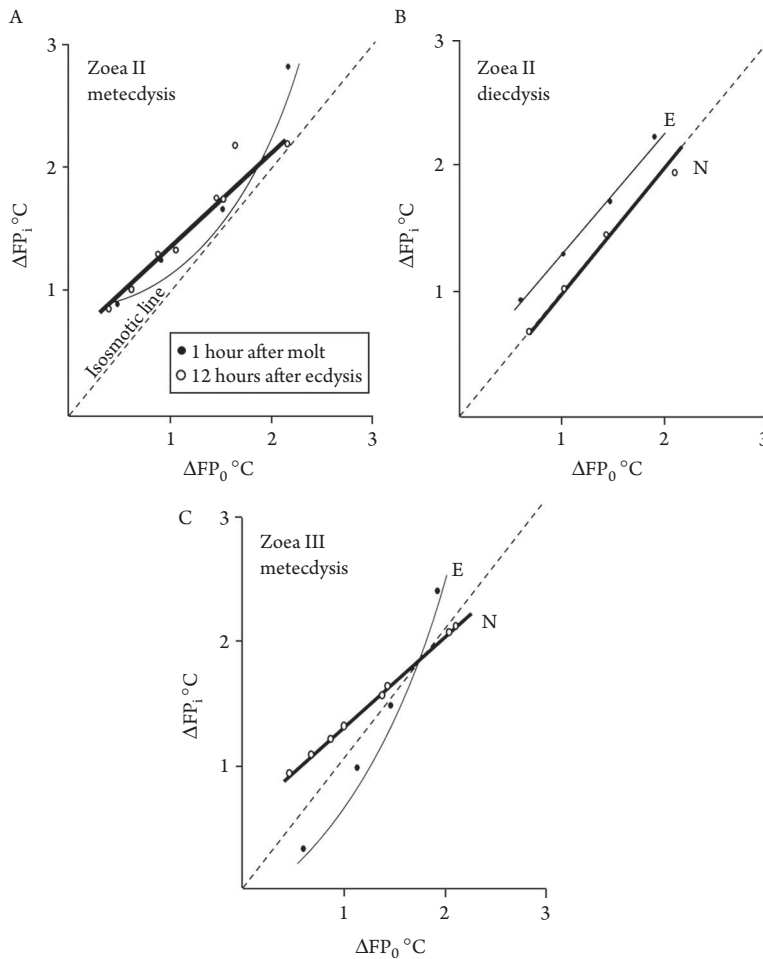 A
3
Zoea II
metecdysis
2
ΔFPᵢ °C
1
Isosmotic line
● 1 hour after molt
○ 12 hours after ecdysis
1
2
3
ΔFP₀ °C
B
3
Zoea II
diecdysis
E
2
N
ΔFPᵢ °C
1
1
2
3
ΔFP₀ °C
C
3
Zoea III
metecdysis
E
N
2
ΔFPᵢ °C
1
1
2
3
ΔFP₀ °C